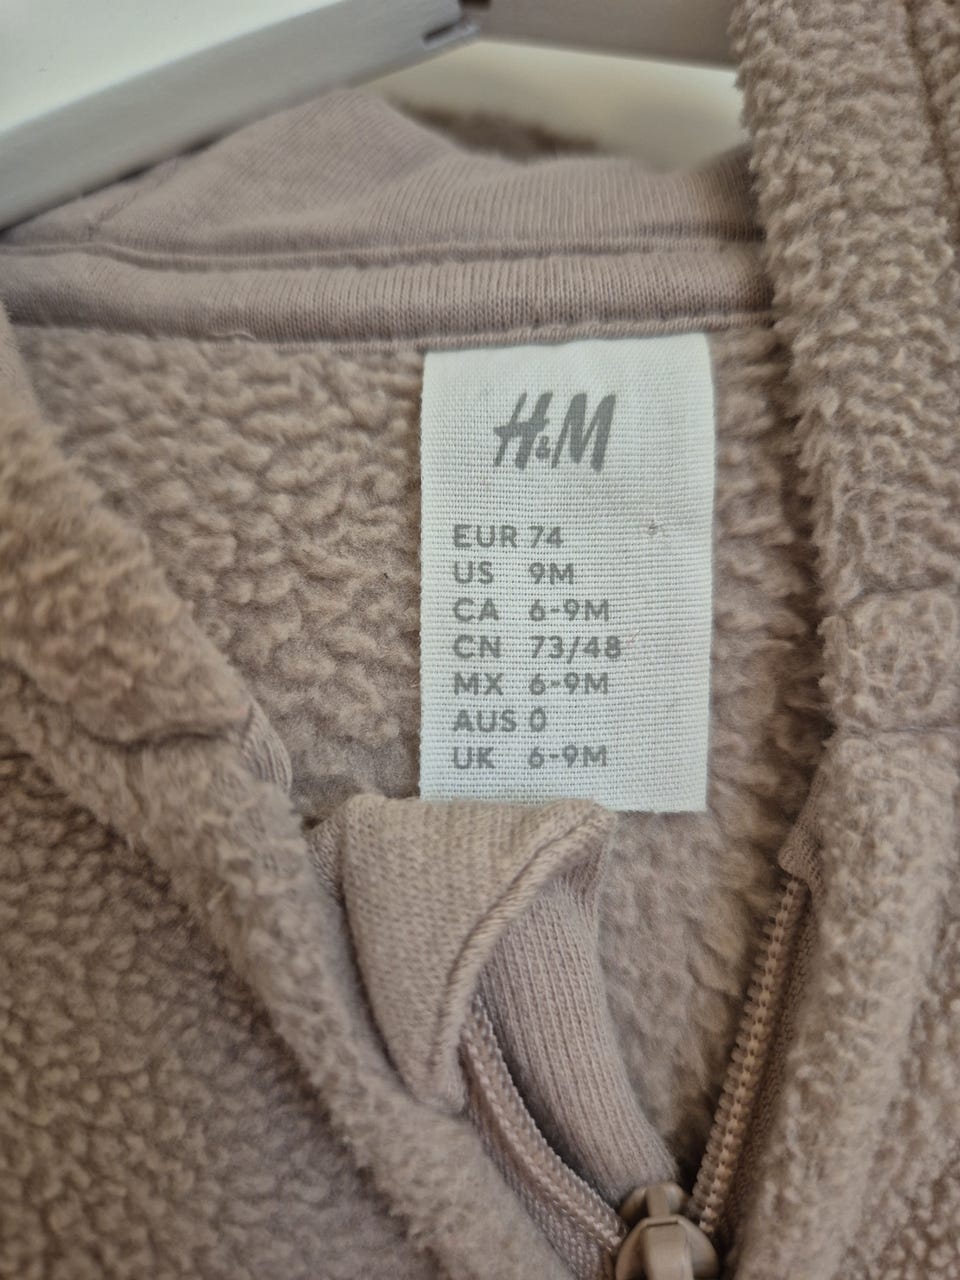 H&M
EUR 74
US 9M
CA 6-9M
CN 73/48
MX 6-9M
AUS 0
UK 6-9M